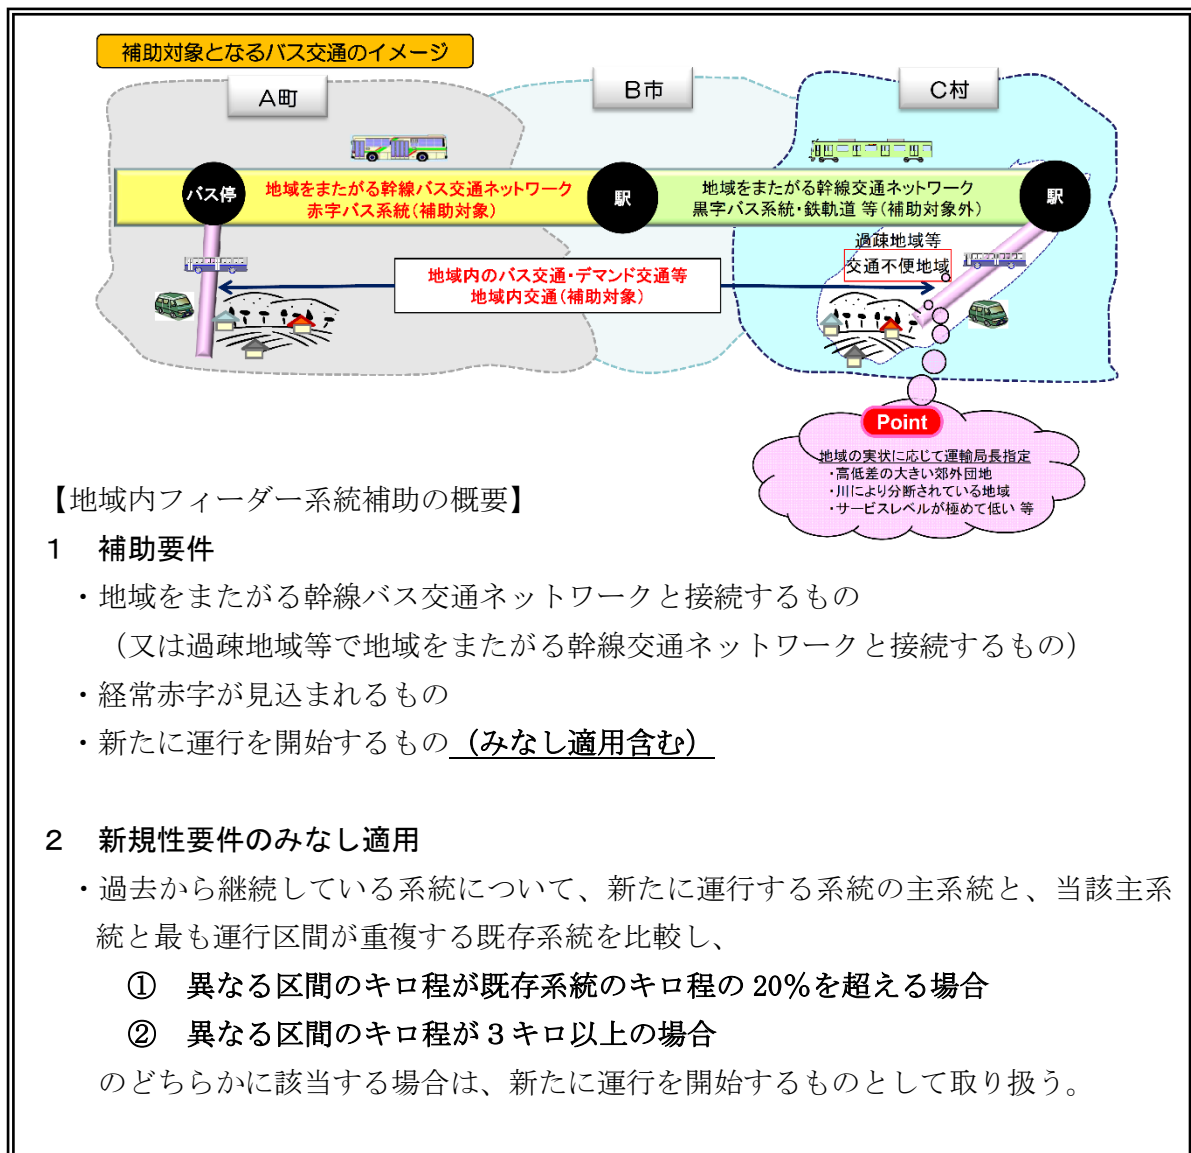 補助対象となるバス交通のイメージ
A町
B市
C村
バス停
地域をまたがる幹線バス交通ネットワーク
赤字バス系統(補助対象)
駅
地域をまたがる幹線交通ネットワーク
黒字バス系統・鉄軌道 等(補助対象外)
駅
過疎地域等
交通不便地域
地域内のバス交通・デマンド交通等
地域内交通(補助対象)
Point
地域の実状に応じて運輸局長指定
・高低差の大きい郊外団地
・川により分断されている地域
・サービスレベルが極めて低い 等
【地域内フィーダー系統補助の概要】
1 補助要件
・地域をまたがる幹線バス交通ネットワークと接続するもの
（又は過疎地域等で地域をまたがる幹線交通ネットワークと接続するもの）
・経常赤字が見込まれるもの
・新たに運行を開始するもの（みなし適用含む）
2 新規性要件のみなし適用
・過去から継続している系統について、新たに運行する系統の主系統と、当該主系
統と最も運行区間が重複する既存系統を比較し、
① 異なる区間のキロ程が既存系統のキロ程の 20%を超える場合
② 異なる区間のキロ程が3キロ以上の場合
のどちらかに該当する場合は、新たに運行を開始するものとして取り扱う。